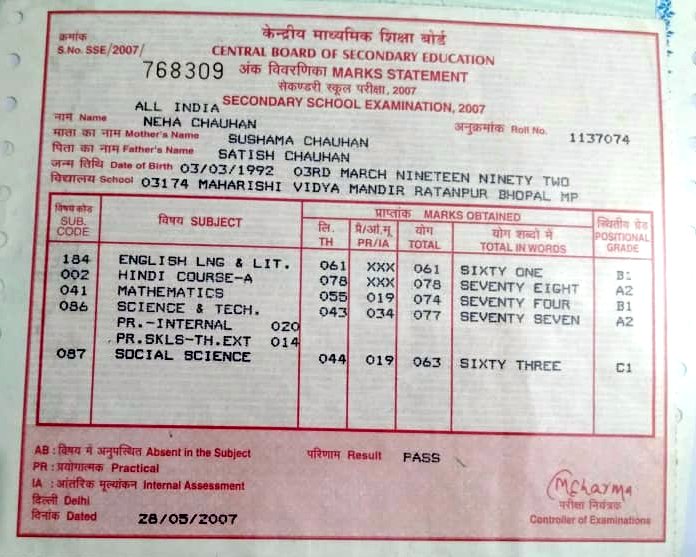 केन्द्रीय माध्यमिक शिक्षा बोर्ड
क्रमांक
S.No. SSE/2007/ CENTRAL BOARD OF SECONDARY EDUCATION
768309 अंक विवरणिका MARKS STATEMENT
सेकण्डरी स्कूल परीक्षा, 2007
ALL INDIA SECONDARY SCHOOL EXAMINATION, 2007
नाम Name NEHA CHAUHAN अनुक्रमांक Roll No. 1137074
माता का नाम Mother's Name SUSHAMA CHAUHAN
पिता का नाम Father's Name SATISH CHAUHAN
जन्म तिथि Date of Birth 03/03/1992 03RD MARCH NINETEEN NINETY TWO
विद्यालय School 03174 MAHARISHI VIDYA MANDIR RATANPUR BHOPAL MP
विषय कोड SUB. CODE विषय SUBJECT प्राप्तांक MARKS OBTAINED स्थितीय ग्रेड POSITIONAL GRADE
लि. TH प्रै/आं.मू PR/IA योग TOTAL योग शब्दों में TOTAL IN WORDS
184 ENGLISH LNG & LIT. 061 XXX 061 SIXTY ONE B1
002 HINDI COURSE-A 078 XXX 078 SEVENTY EIGHT A2
041 MATHEMATICS 055 019 074 SEVENTY FOUR B1
086 SCIENCE & TECH. 043 034 077 SEVENTY SEVEN A2
PR.-INTERNAL 020
PR.SKLS-TH.EXT 014
087 SOCIAL SCIENCE 044 019 063 SIXTY THREE C1
AB : विषय में अनुपस्थित Absent in the Subject परिणाम Result PASS
PR : प्रयोगात्मक Practical
IA : आंतरिक मूल्यांकन Internal Assessment
दिल्ली Delhi
दिनांक Dated 28/05/2007
MCharma
परीक्षा नियंत्रक
Controller of Examinations